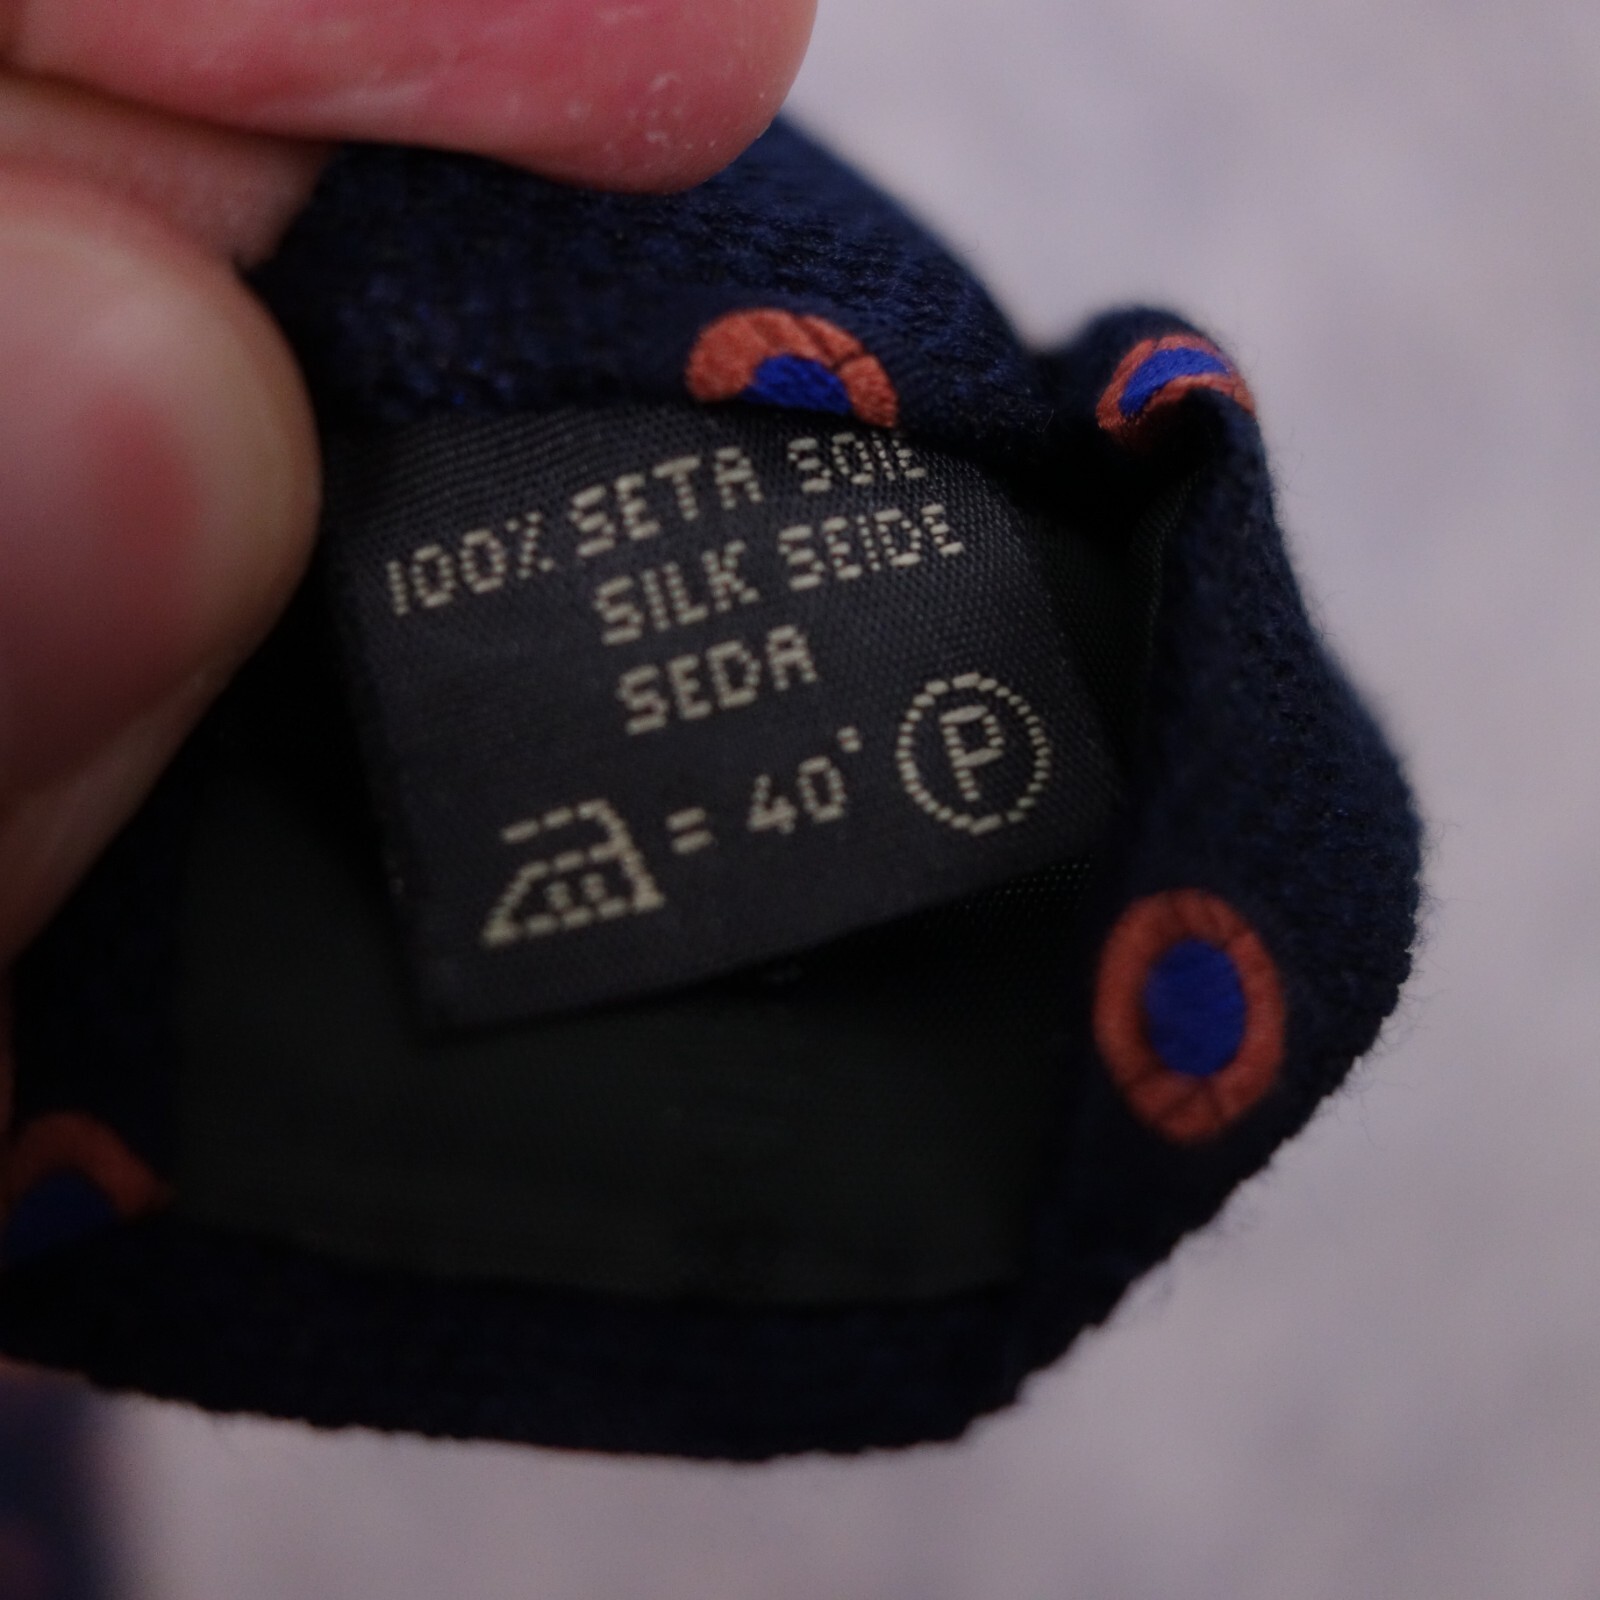 100% SETA SOIE
SILK SEIDE
SEDA
= 40° P